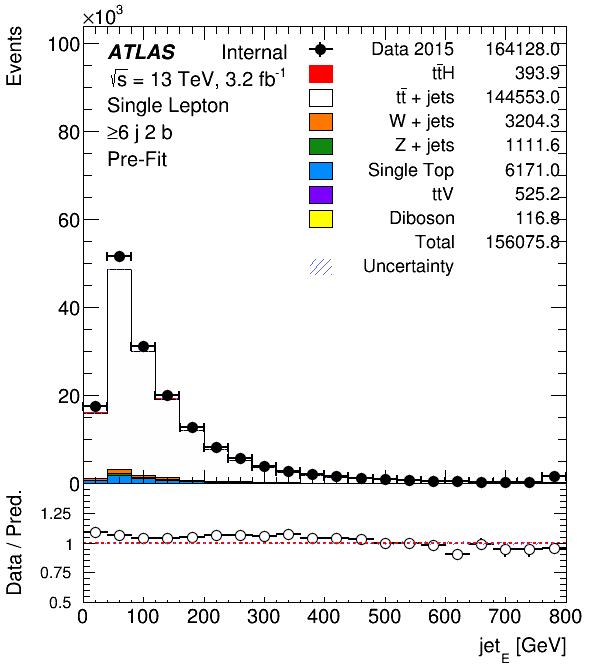 ×10³
Events
100
80
60
40
20
0
ATLAS Internal
√s = 13 TeV, 3.2 fb⁻¹
Single Lepton
≥6 j 2 b
Pre-Fit
Data 2015 164128.0
tt̄H 393.9
tt̄ + jets 144553.0
W + jets 3204.3
Z + jets 1111.6
Single Top 6171.0
ttV 525.2
Diboson 116.8
Total 156075.8
Uncertainty
Data / Pred.
1.25
1
0.75
0.5
0 100 200 300 400 500 600 700 800
jet_E [GeV]